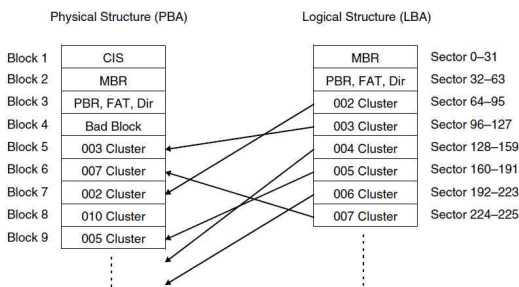 Physical Structure (PBA)
Logical Structure (LBA)
Block 1 CIS
Block 2 MBR
Block 3 PBR, FAT, Dir
Block 4 Bad Block
Block 5 003 Cluster
Block 6 007 Cluster
Block 7 002 Cluster
Block 8 010 Cluster
Block 9 005 Cluster
MBR Sector 0–31
PBR, FAT, Dir Sector 32–63
002 Cluster Sector 64–95
003 Cluster Sector 96–127
004 Cluster Sector 128–159
005 Cluster Sector 160–191
006 Cluster Sector 192–223
007 Cluster Sector 224–225